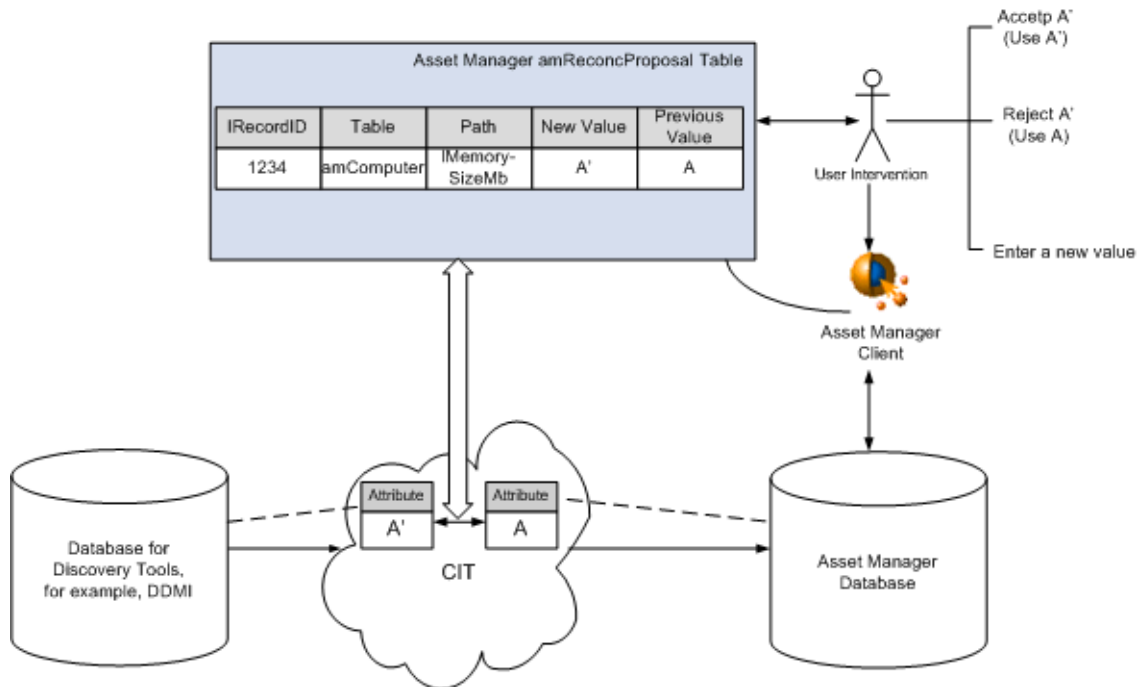 Asset Manager amReconcProposal Table
IRecordID
Table
Path
New Value
Previous
Value
1234
amComputer
IMemory-
SizeMb
A'
A
Accetp A'
(Use A')
Reject A'
(Use A)
User Intervention
Enter a new value
Asset Manager
Client
Attribute
A'
Attribute
A
CIT
Database for
Discovery Tools,
for example, DDMI
Asset Manager
Database